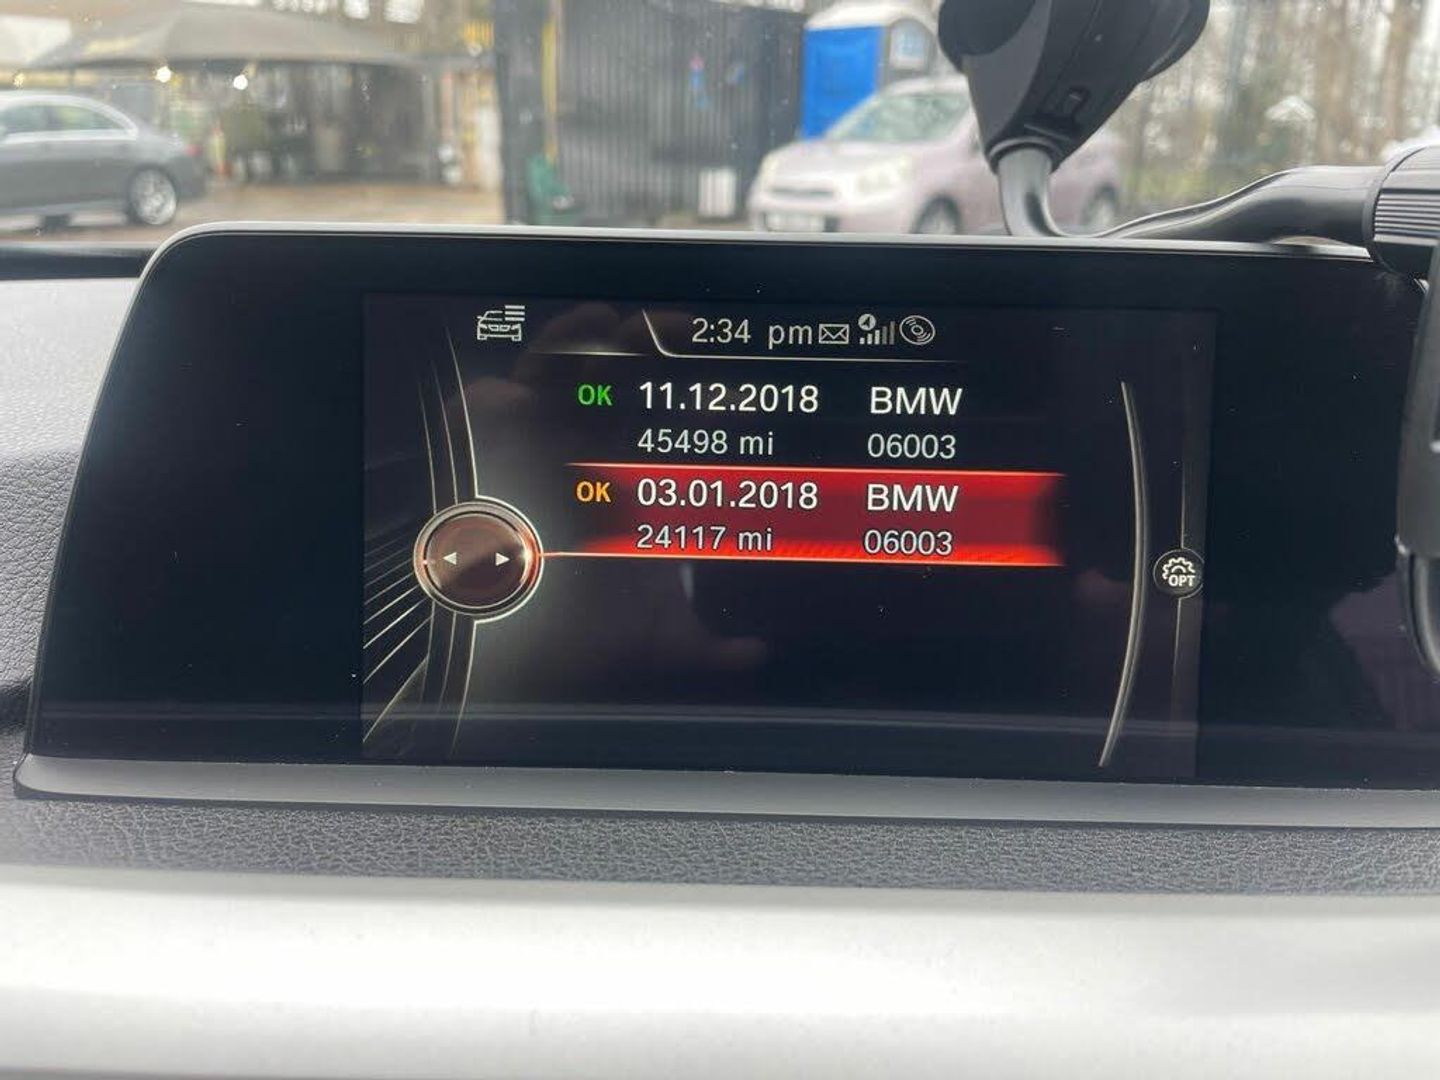 2:34 pm
OK 11.12.2018 BMW
45498 mi 06003
OK 03.01.2018 BMW
24117 mi 06003
OPT